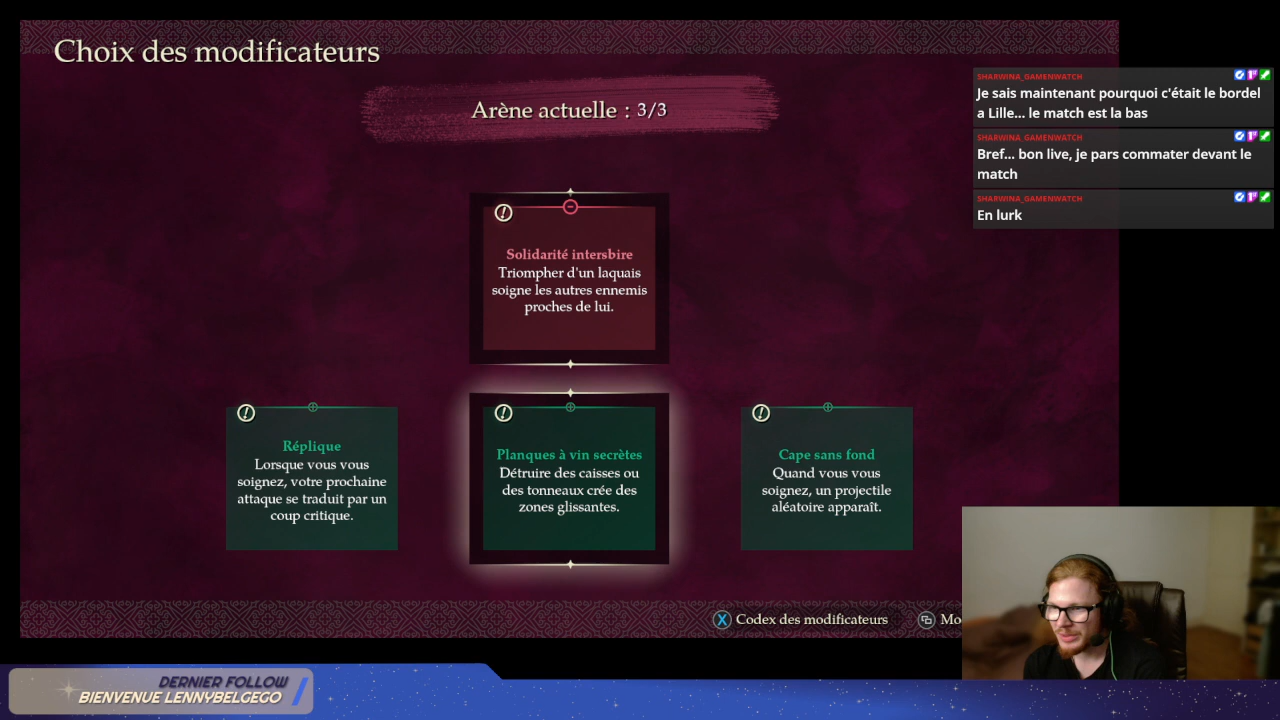 Choix des modificateurs
Arène actuelle : 3/3
SHARWINA_GAMENWATCH
Je sais maintenant pourquoi c'était le bordel
a Lille... le match est la bas
SHARWINA_GAMENWATCH
Bref... bon live, je pars commater devant le
match
SHARWINA_GAMENWATCH
En lurk
Solidarité intersbire
Triompher d'un laquais
soigne les autres ennemis
proches de lui.
Réplique
Lorsque vous vous
soignez, votre prochaine
attaque se traduit par un
coup critique.
Planques à vin secrètes
Détruire des caisses ou
des tonneaux crée des
zones glissantes.
Cape sans fond
Quand vous vous
soignez, un projectile
aléatoire apparaît.
X Codex des modificateurs
Mo
DERNIER FOLLOW
BIENVENUE LENNYBELGEGO